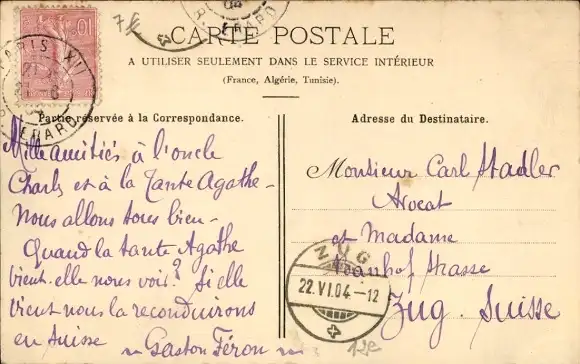 7 €
CARTE POSTALE
A UTILISER SEULEMENT DANS LE SERVICE INTÉRIEUR
(France, Algérie, Tunisie).
Partie réservée à la Correspondance.
Adresse du Destinataire.
PARIS XVI
ERARD
Mille amitiés à l'oncle
Charles et à la Tante Agathe -
Nous allons tous bien -
Quand la tante Agathe
vient-elle nous voir? Si elle
vient nous la reconduirons
en Suisse
Gaston Féron
Monsieur Carl Stadler
Avocat
et Madame
Strasse
Zug - Suisse
ZUG
22.VI.04-12